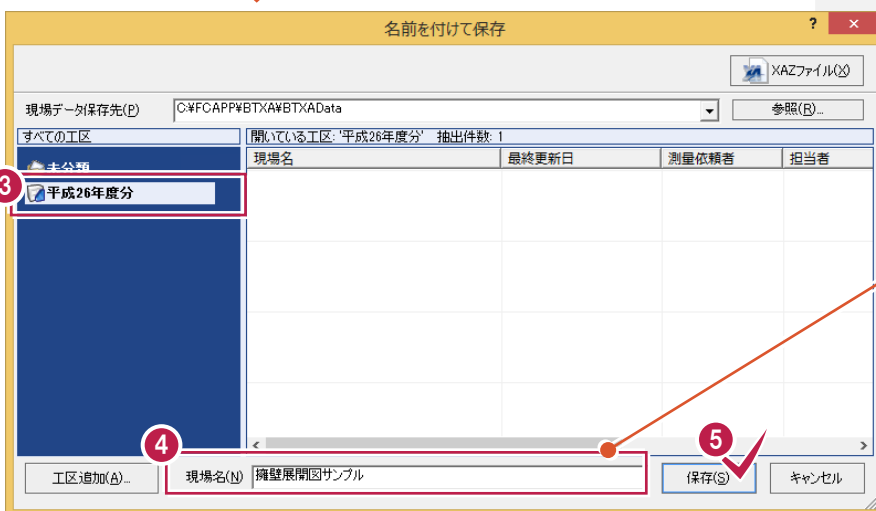 名前を付けて保存
? ×
XAZファイル(X)
現場データ保存先(P) C:¥FCAPP¥BTXA¥BTXAData 参照(R)...
すべての工区 開いている工区: '平成26年度分' 抽出件数: 1
現場名 最終更新日 測量依頼者 担当者
未分類
3 平成26年度分
4 5
工区追加(A)... 現場名(N) 擁壁展開図サンプル 保存(S) キャンセル